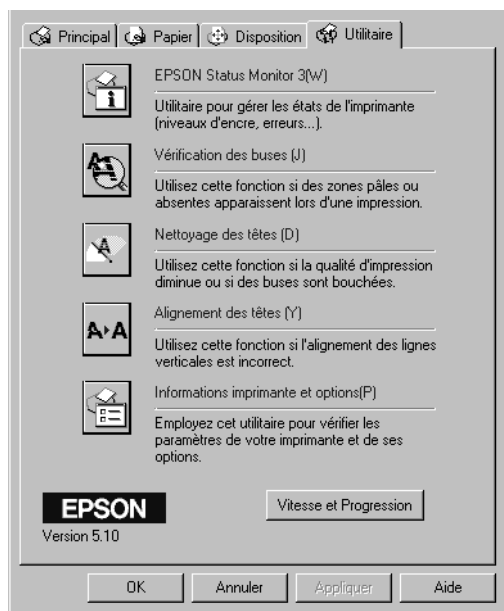 Principal Papier Disposition Utilitaire
EPSON Status Monitor 3(W)
Utilitaire pour gérer les états de l'imprimante
(niveaux d'encre, erreurs...).
Vérification des buses (J)
Utilisez cette fonction si des zones pâles ou
absentes apparaissent lors d'une impression.
Nettoyage des têtes (D)
Utilisez cette fonction si la qualité d'impression
diminue ou si des buses sont bouchées.
Alignement des têtes (Y)
A A
Utilisez cette fonction si l'alignement des lignes
verticales est incorrect.
Informations imprimante et options(P)
Employez cet utilitaire pour vérifier les
paramètres de votre imprimante et de ses
options.
EPSON
Version 5.10
Vitesse et Progression
OK Annuler Appliquer Aide